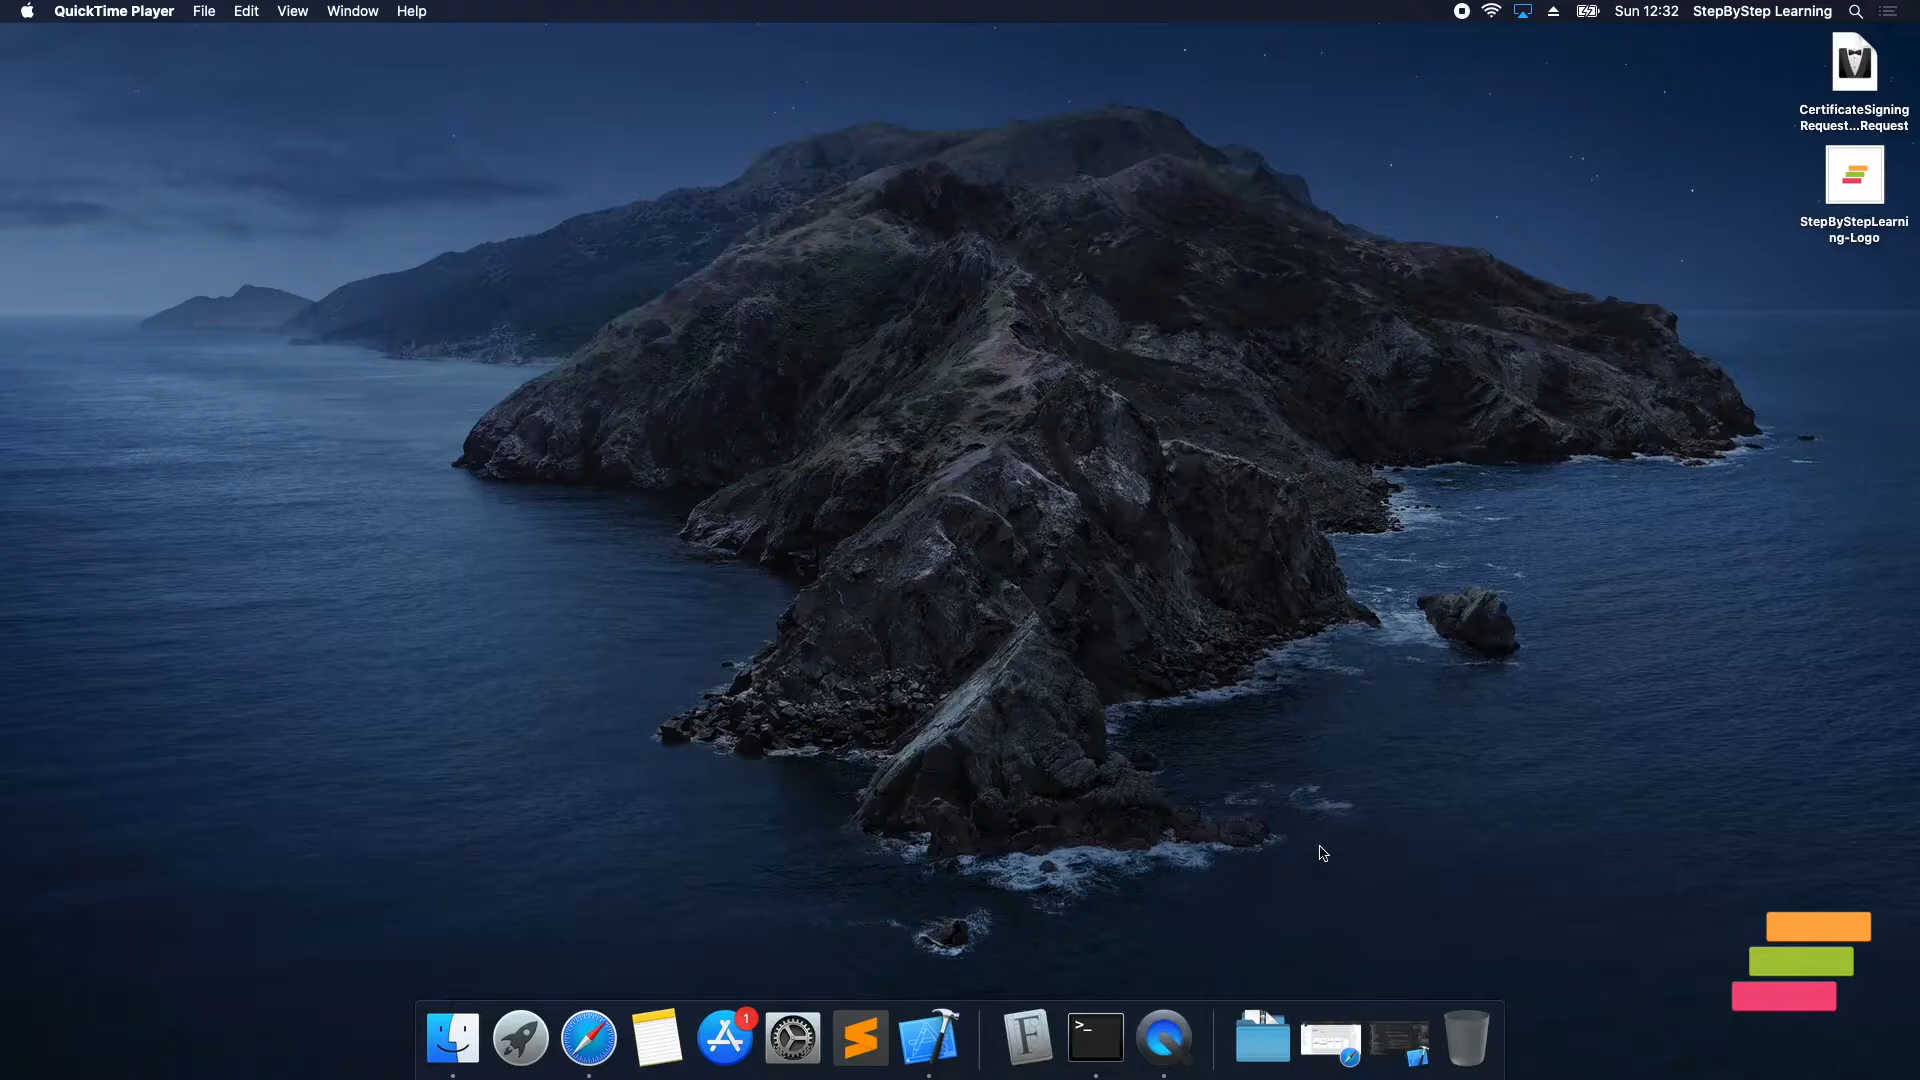 QuickTime Player File Edit View Window Help Sun 12:32 StepByStep Learning
CertificateSigning
Request...Request
StepByStepLearni
ng-Logo
1
>_